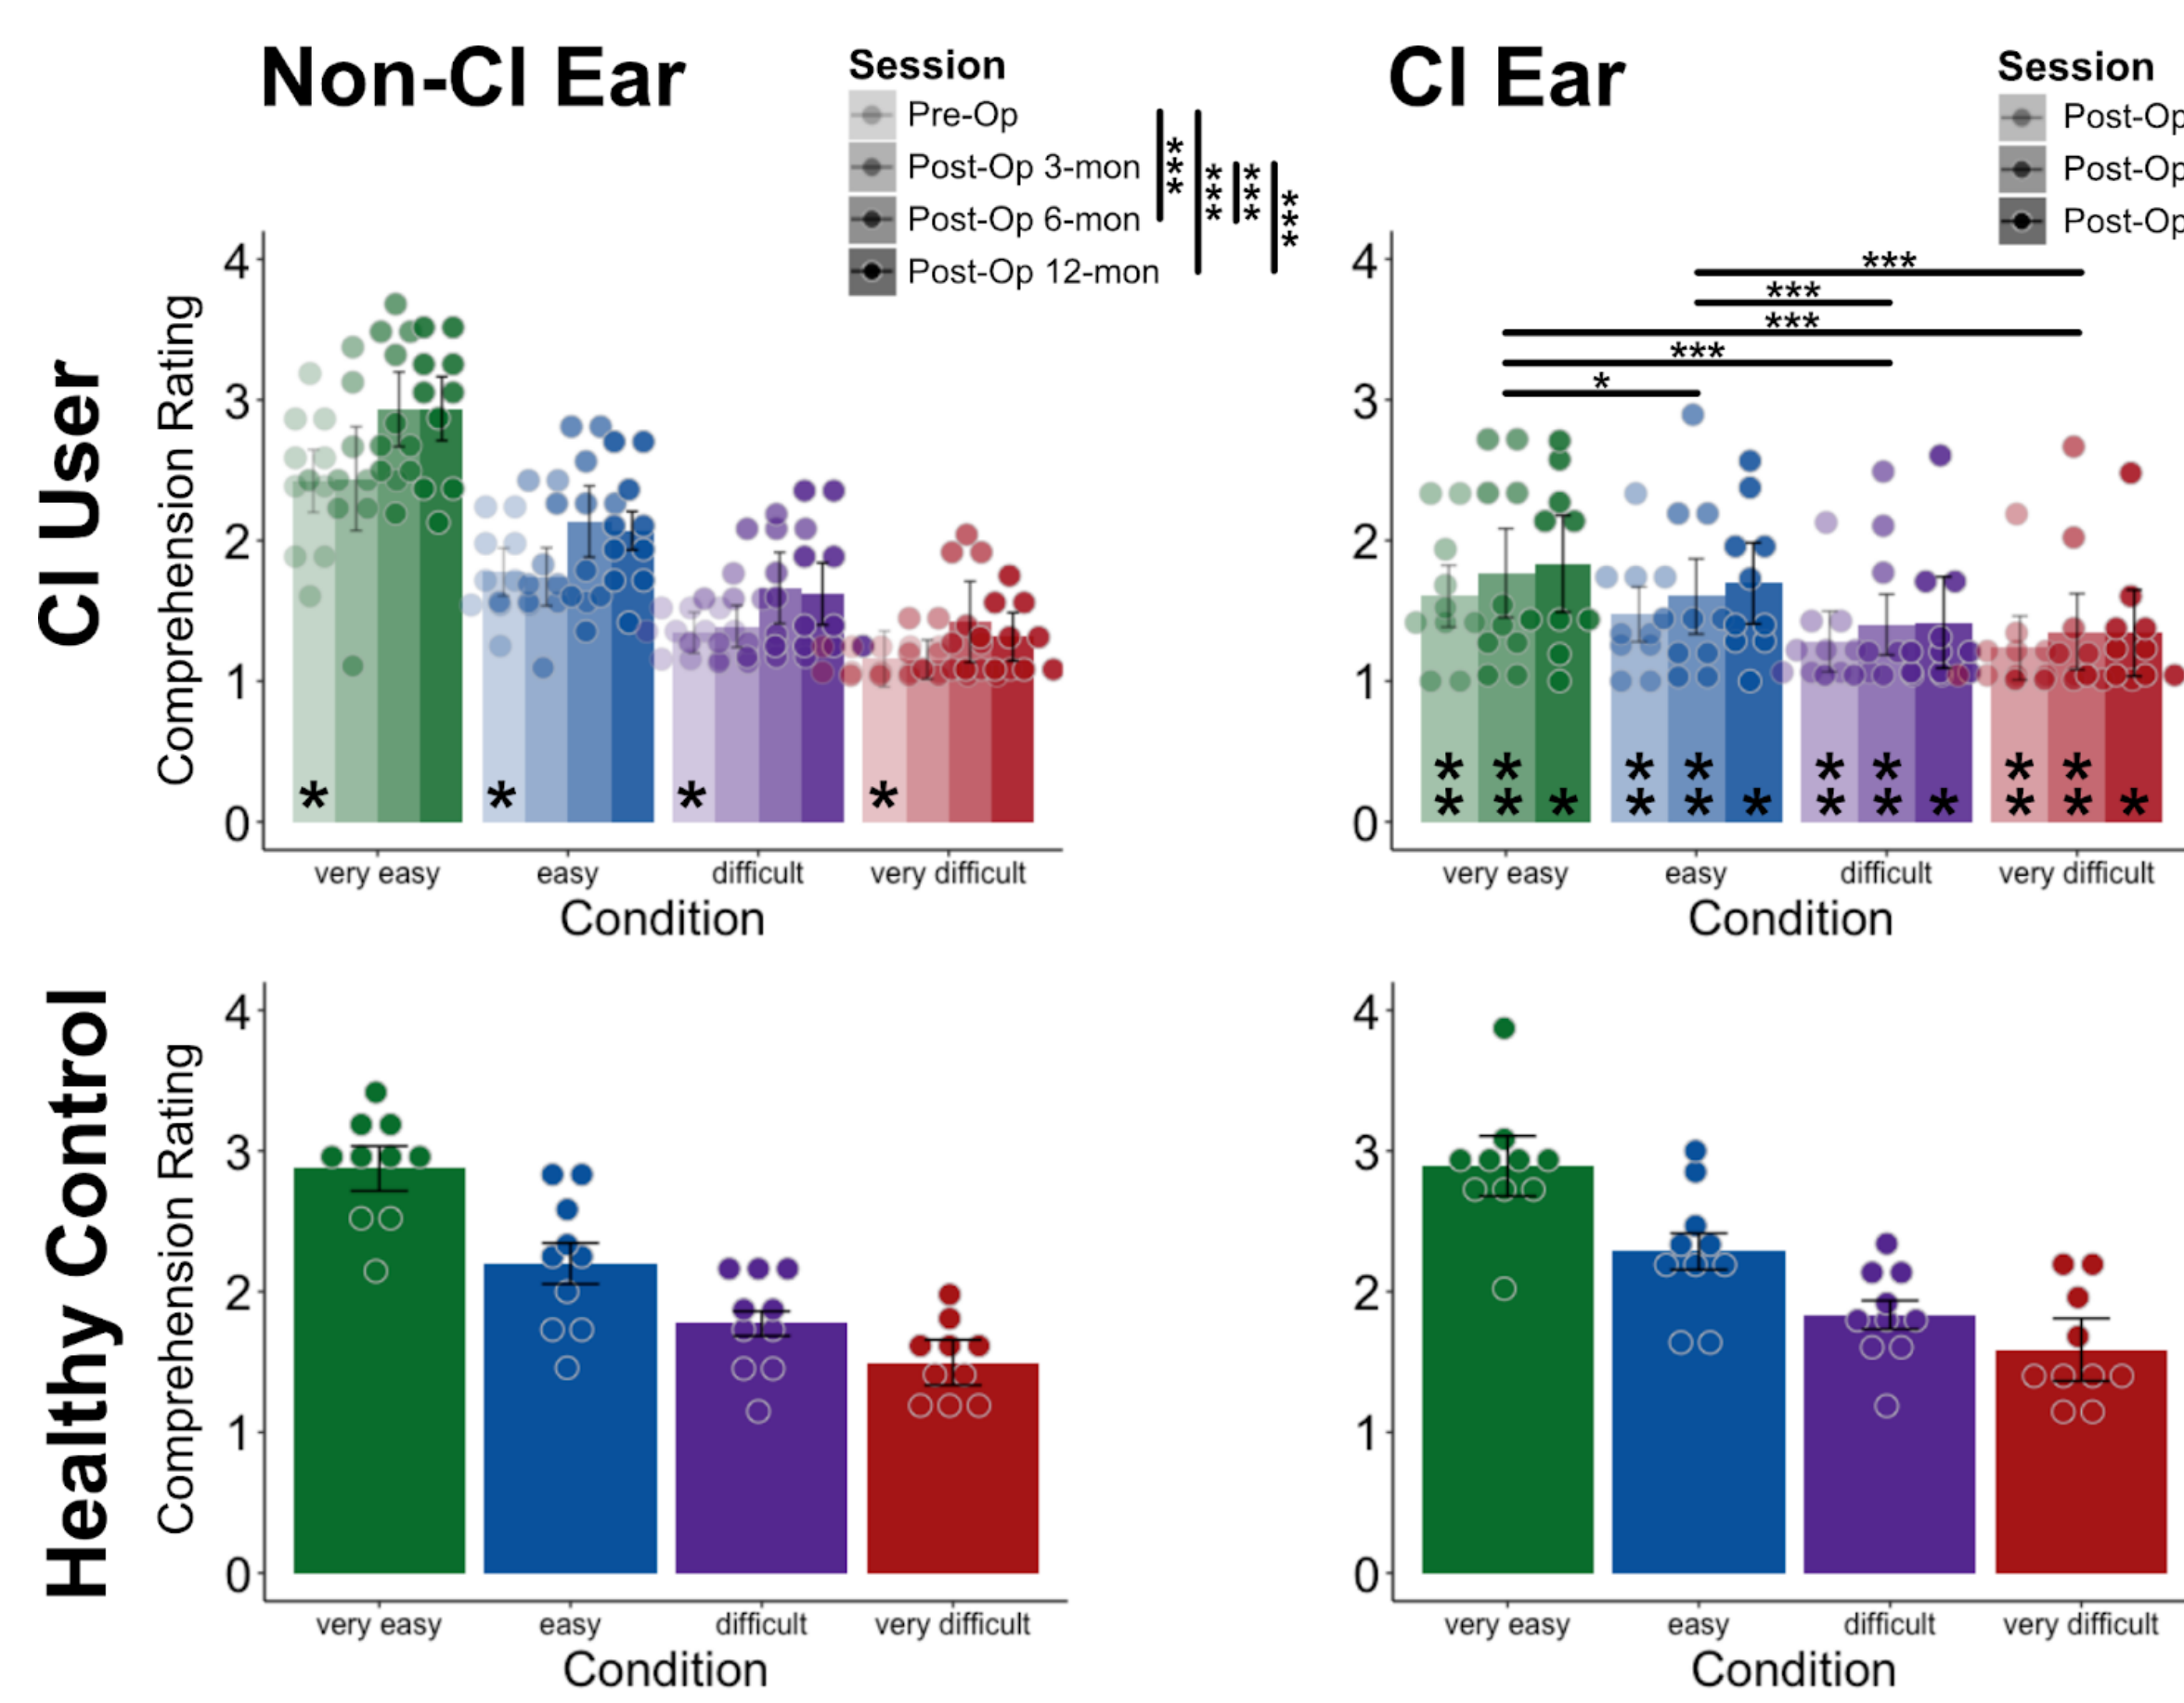 Non-CI Ear
Session
Pre-Op
Post-Op 3-mon
Post-Op 6-mon
Post-Op 12-mon
***
***
***
***
CI User
Comprehension Rating
4
3
2
1
0
*
*
*
*
very easy
easy
difficult
very difficult
Condition
CI Ear
Session
Post-Op
Post-Op
Post-Op
***
***
***
***
*
4
3
2
1
0
** ** *
** ** *
** ** *
** ** *
very easy
easy
difficult
very difficult
Condition
Healthy Control
Comprehension Rating
4
3
2
1
0
very easy
easy
difficult
very difficult
Condition
4
3
2
1
0
very easy
easy
difficult
very difficult
Condition